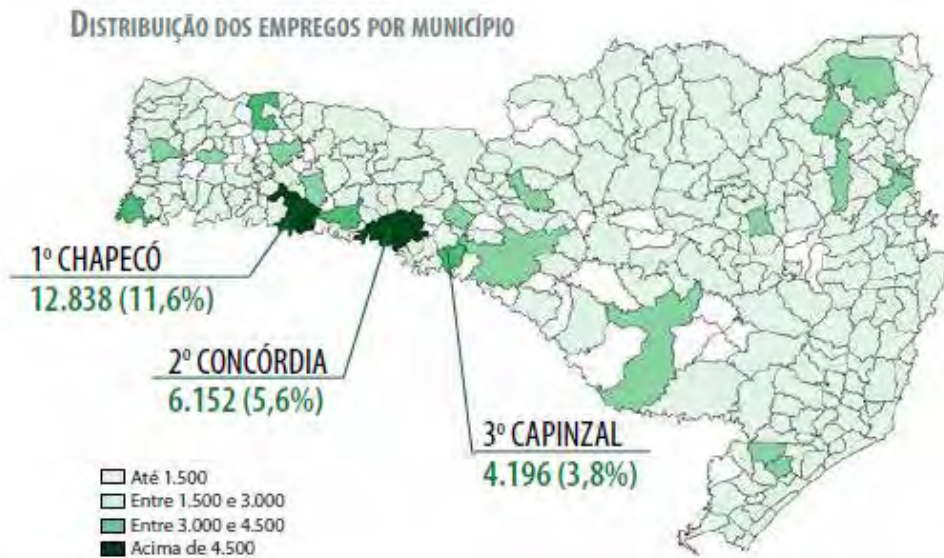 DISTRIBUIÇÃO DOS EMPREGOS POR MUNICÍPIO
1º CHAPECÓ
12.838 (11,6%)
2º CONCÓRDIA
6.152 (5,6%)
3º CAPINZAL
4.196 (3,8%)
Até 1.500
Entre 1.500 e 3.000
Entre 3.000 e 4.500
Acima de 4.500